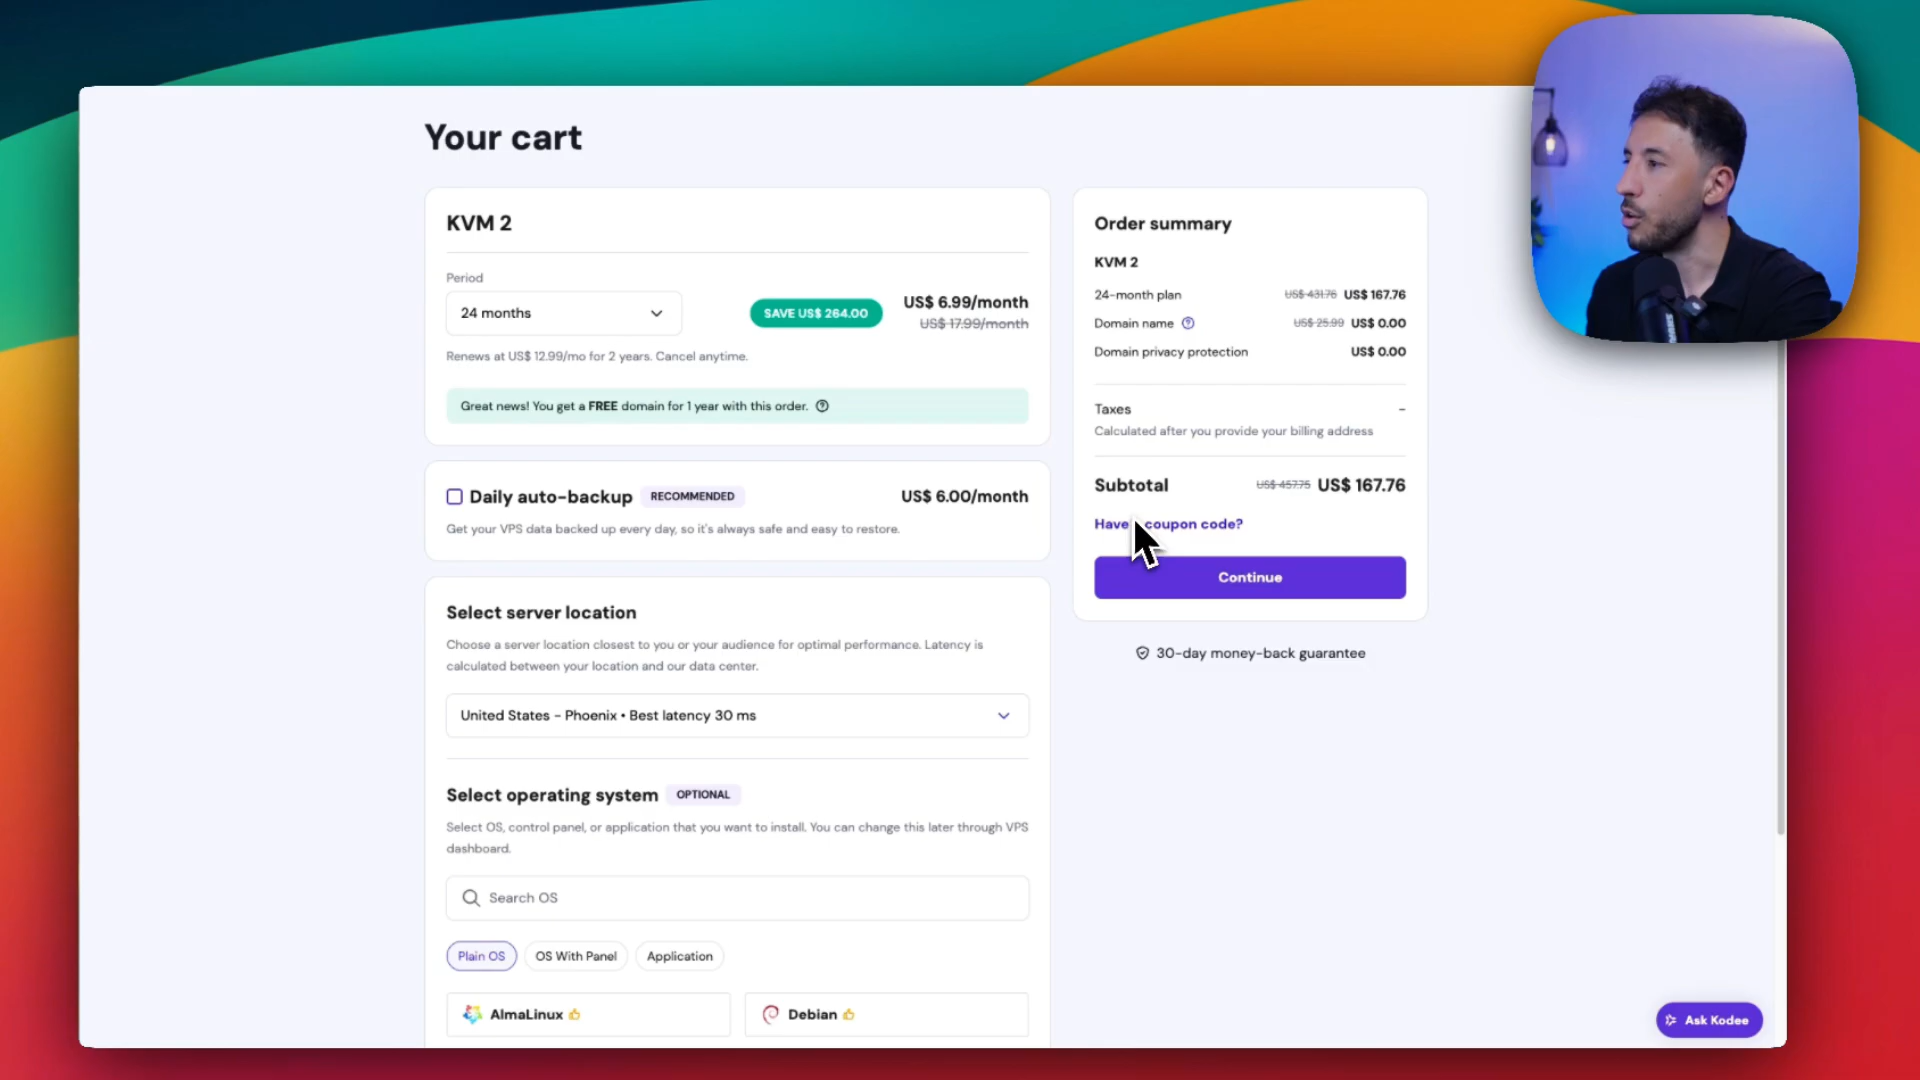 Your cart
KVM 2
Period
24 months
SAVE US$ 264.00
US$ 6.99/month
US$ 17.99/month
Renews at US$ 12.99/mo for 2 years. Cancel anytime.
Great news! You get a FREE domain for 1 year with this order.
Daily auto-backup RECOMMENDED US$ 6.00/month
Get your VPS data backed up every day, so it's always safe and easy to restore.
Select server location
Choose a server location closest to you or your audience for optimal performance. Latency is
calculated between your location and our data center.
United States - Phoenix • Best latency 30 ms
Select operating system OPTIONAL
Select OS, control panel, or application that you want to install. You can change this later through VPS
dashboard.
Search OS
Plain OS OS With Panel Application
AlmaLinux Debian
Order summary
KVM 2
24-month plan US$ 431.76 US$ 167.76
Domain name US$ 25.99 US$ 0.00
Domain privacy protection US$ 0.00
Taxes -
Calculated after you provide your billing address
Subtotal US$ 457.75 US$ 167.76
Have coupon code?
Continue
30-day money-back guarantee
Ask Kodee